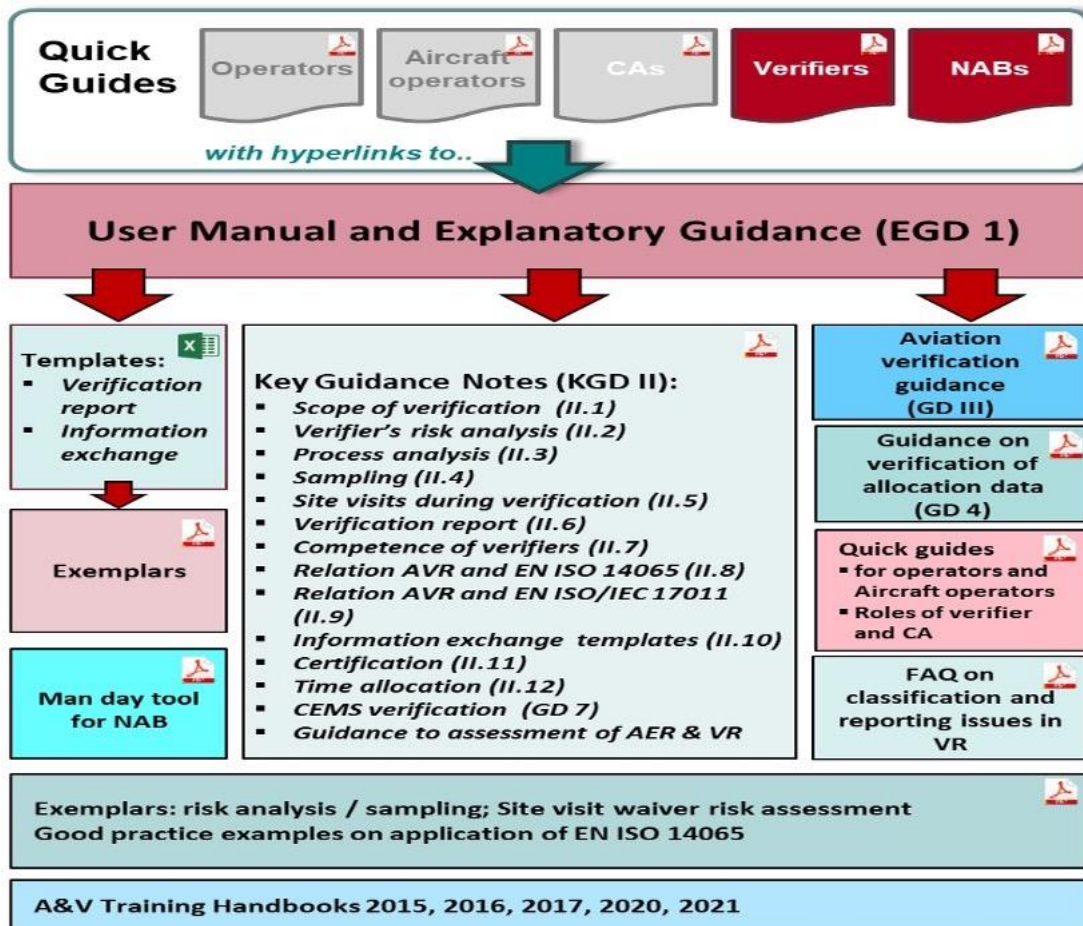 Quick
Guides
Operators
Aircraft
operators
CAs
Verifiers
NABs
with hyperlinks to..
User Manual and Explanatory Guidance (EGD 1)
Templates:
▪ Verification
report
▪ Information
exchange
Exemplars
Man day tool
for NAB
Key Guidance Notes (KGD II):
▪ Scope of verification (II.1)
▪ Verifier's risk analysis (II.2)
▪ Process analysis (II.3)
▪ Sampling (II.4)
▪ Site visits during verification (II.5)
▪ Verification report (II.6)
▪ Competence of verifiers (II.7)
▪ Relation AVR and EN ISO 14065 (II.8)
▪ Relation AVR and EN ISO/IEC 17011
(II.9)
▪ Information exchange templates (II.10)
▪ Certification (II.11)
▪ Time allocation (II.12)
▪ CEMS verification (GD 7)
▪ Guidance to assessment of AER & VR
Aviation
verification
guidance
(GD III)
Guidance on
verification of
allocation data
(GD 4)
Quick guides
▪ for operators and
Aircraft operators
▪ Roles of verifier
and CA
FAQ on
classification and
reporting issues in
VR
Exemplars: risk analysis / sampling; Site visit waiver risk assessment
Good practice examples on application of EN ISO 14065
A&V Training Handbooks 2015, 2016, 2017, 2020, 2021